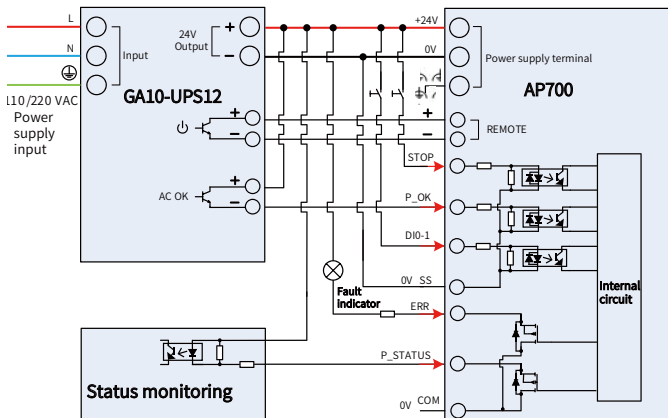 L
N
110/220 VAC
Power
supply
input
Input
24V
Output
+
−
GA10-UPS12
+
−
AC OK
+
−
+24V
0V
Power supply terminal
AP700
+
−
REMOTE
STOP
P_OK
DI0-1
0V_SS
Fault
indicator
ERR
P_STATUS
COM
0V
Internal
circuit
Status monitoring